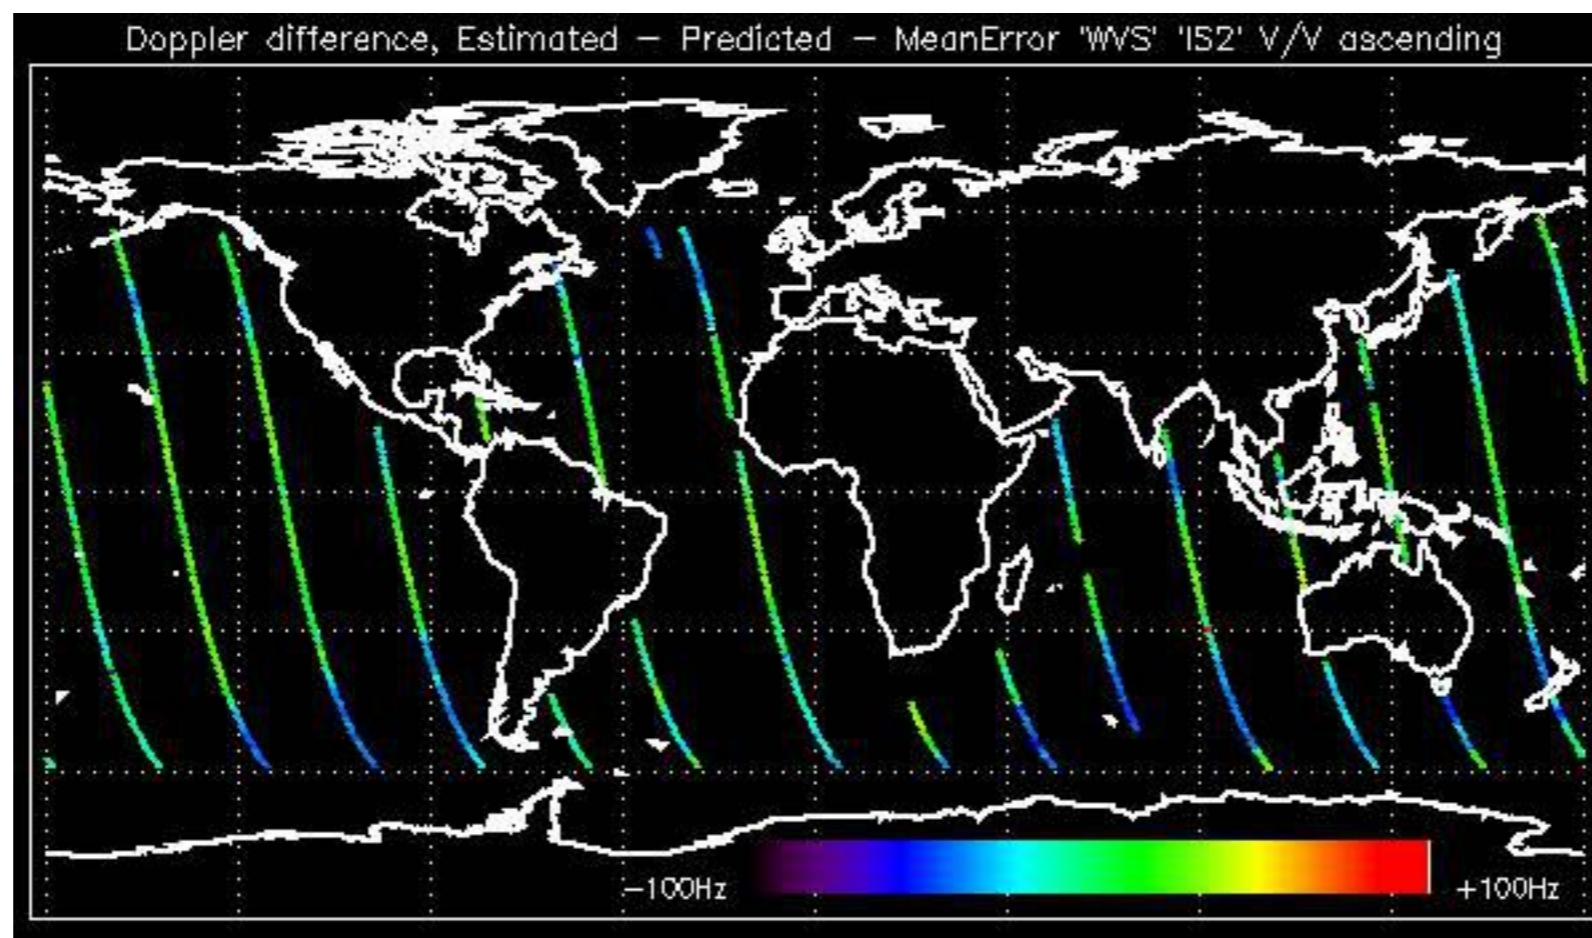 Doppler difference, Estimated - Predicted - MeanError 'WVS' 'IS2' V/V ascending
-100Hz +100Hz